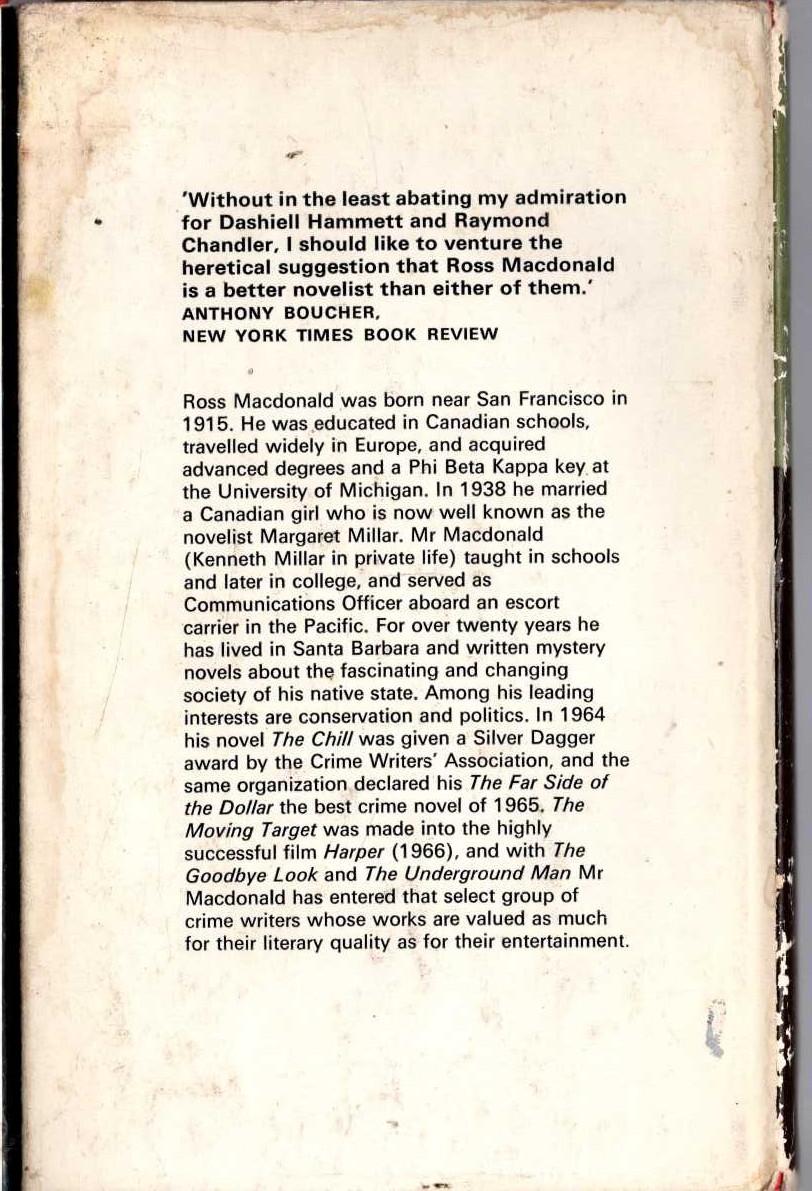 'Without in the least abating my admiration
for Dashiell Hammett and Raymond
Chandler, I should like to venture the
heretical suggestion that Ross Macdonald
is a better novelist than either of them.'
ANTHONY BOUCHER,
NEW YORK TIMES BOOK REVIEW
Ross Macdonald was born near San Francisco in
1915. He was educated in Canadian schools,
travelled widely in Europe, and acquired
advanced degrees and a Phi Beta Kappa key at
the University of Michigan. In 1938 he married
a Canadian girl who is now well known as the
novelist Margaret Millar. Mr Macdonald
(Kenneth Millar in private life) taught in schools
and later in college, and served as
Communications Officer aboard an escort
carrier in the Pacific. For over twenty years he
has lived in Santa Barbara and written mystery
novels about the fascinating and changing
society of his native state. Among his leading
interests are conservation and politics. In 1964
his novel The Chill was given a Silver Dagger
award by the Crime Writers' Association, and the
same organization declared his The Far Side of
the Dollar the best crime novel of 1965. The
Moving Target was made into the highly
successful film Harper (1966), and with The
Goodbye Look and The Underground Man Mr
Macdonald has entered that select group of
crime writers whose works are valued as much
for their literary quality as for their entertainment.